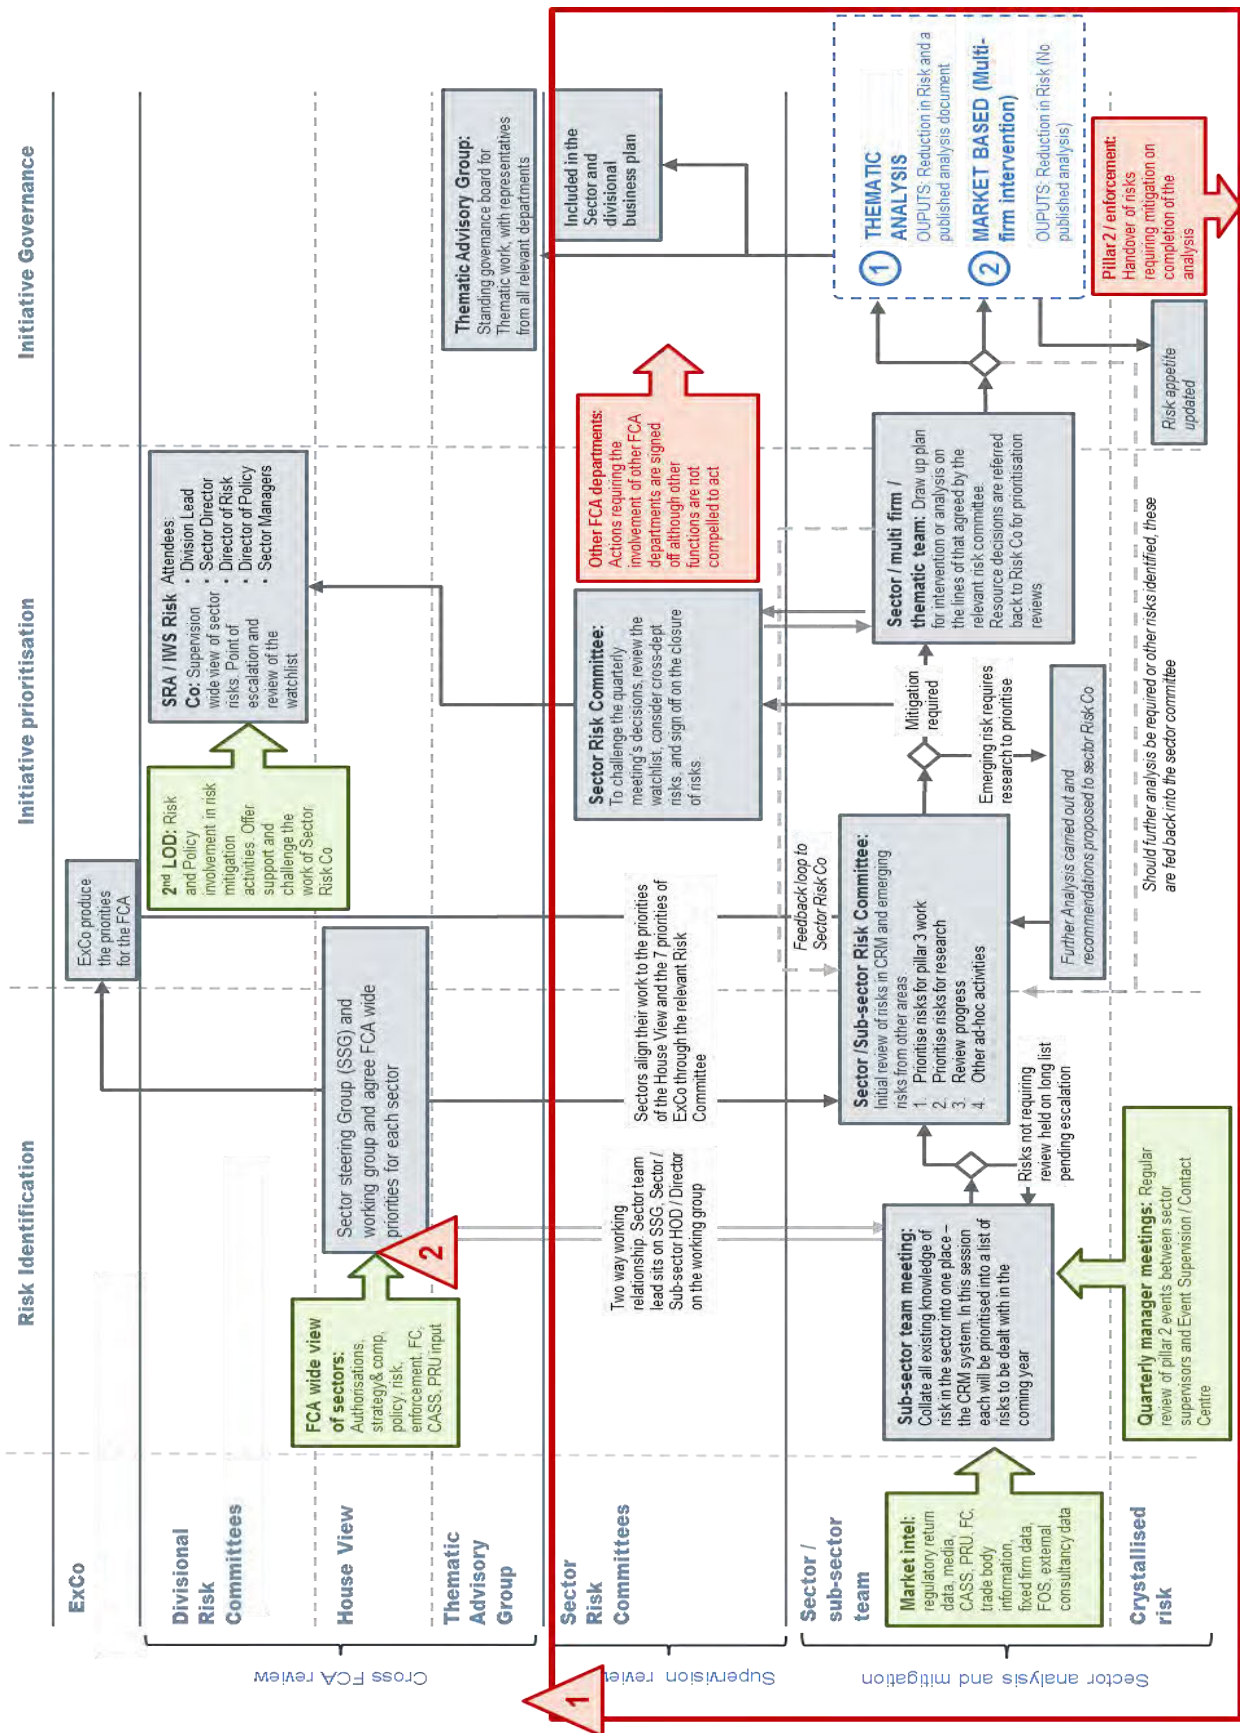 Risk Identification
Initiative prioritisation
Initiative Governance
ExCo
Divisional
Risk
Committees
House View
Thematic
Advisory
Group
Sector
Risk
Committees
Sector /
sub-sector
team
Crystallised
risk
Cross FCA review
Supervision review
Sector analysis and mitigation
1
ExCo produce
the priorities
for the FCA
2nd LOD: Risk
and Policy
involvement in risk
mitigation
activities. Offer
support and
challenge the
work of Sector
Risk Co
SRA / IWS Risk
Co: Supervision
wide view of sector
risks. Point of
escalation and
review of the
watchlist
Attendees:
• Division Lead
• Sector Director
• Director of Risk
• Director of Policy
• Sector Managers
FCA wide view
of sectors:
Authorisations,
strategy& comp,
policy, risk,
enforcement, FC,
CASS, PRU input
2
Sector steering Group (SSG) and
working group and agree FCA wide
priorities for each sector
Thematic Advisory Group:
Standing governance board for
Thematic work, with representatives
from all relevant departments
Two way working
relationship. Sector team
lead sits on SSG, Sector /
Sub-sector HOD / Director
on the working group
Sectors align their work to the priorities
of the House View and the 7 priorities of
ExCo through the relevant Risk
Committee
Sector Risk Committee:
To challenge the quarterly
meeting's decisions, review the
watchlist, consider cross-dept
risks, and sign off on the closure
of risks.
Other FCA departments:
Actions requiring the
involvement of other FCA
departments are signed
off although other
functions are not
compelled to act
Included in the
Sector and
divisional
business plan
Feedback loop to
Sector Risk Co
Market intel:
regulatory return
data, media,
CASS, PRU, FC,
trade body
information,
fixed firm data,
FOS, external
consultancy data
Sub-sector team meeting:
Collate all existing knowledge of
risk in the sector into one place –
the CRM system. In this session
each will be prioritised into a list of
risks to be dealt with in the
coming year
Risks not requiring
review held on long list
pending escalation
Sector /Sub-sector Risk Committee:
Initial review of risks in CRM and emerging
risks from other areas
1. Prioritise risks for pillar 3 work
2. Prioritise risks for research
3. Review progress
4. Other ad-hoc activities
Mitigation
required
Emerging risk requires
research to prioritise
Sector / multi firm /
thematic team: Draw up plan
for intervention or analysis on
the lines of that agreed by the
relevant risk committee.
Resource decisions are referred
back to Risk Co for prioritisation
reviews
1 THEMATIC
ANALYSIS
OUPUTS: Reduction in Risk and a
published analysis document
2 MARKET BASED (Multi-
firm intervention)
OUPUTS: Reduction in Risk (No
published analysis)
Quarterly manager meetings: Regular
review of pillar 2 events between sector
supervisors and Event Supervision / Contact
Centre
Further Analysis carried out and
recommendations proposed to sector Risk Co
Should further analysis be required or other risks identified, these
are fed back into the sector committee
Risk appetite
updated
Pillar 2 / enforcement:
Handover of risks
requiring mitigation on
completion of the
analysis